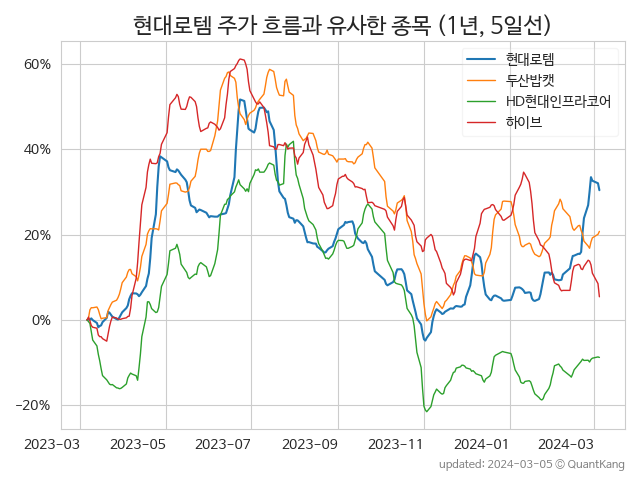 현대로템 주가 흐름과 유사한 종목 (1년, 5일선)
현대로템
두산밥캣
HD현대인프라코어
하이브
60%
40%
20%
0%
−20%
2023−03
2023−05
2023−07
2023−09
2023−11
2024−01
2024−03
updated: 2024-03-05 ⓒ QuantKang